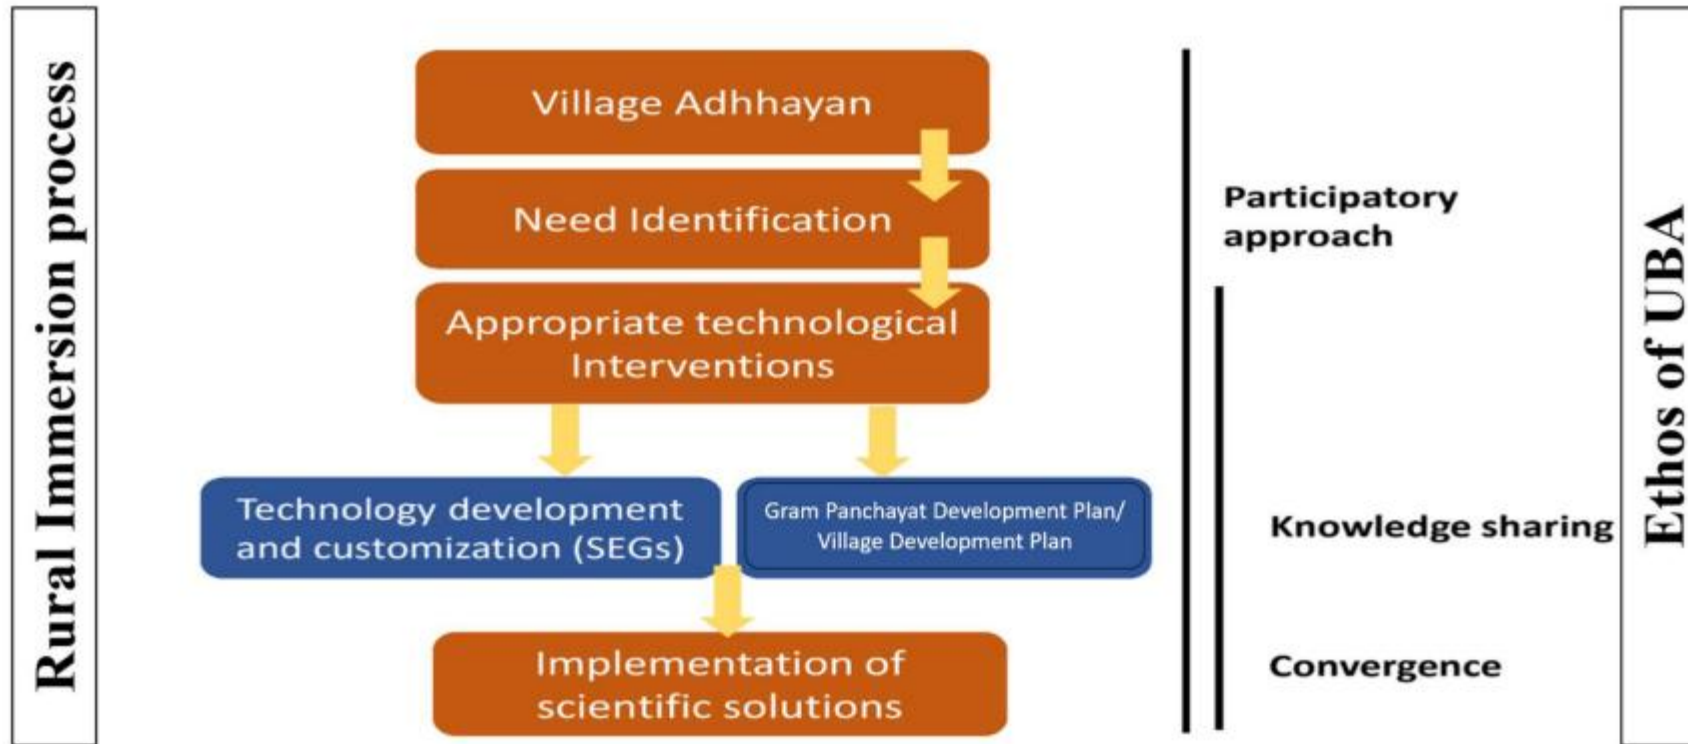 Rural Immersion process
Village Adhhayan
Need Identification
Appropriate technological
Interventions
Technology development
and customization (SEGs)
Gram Panchayat Development Plan/
Village Development Plan
Implementation of
scientific solutions
Participatory
approach
Knowledge sharing
Convergence
Ethos of UBA